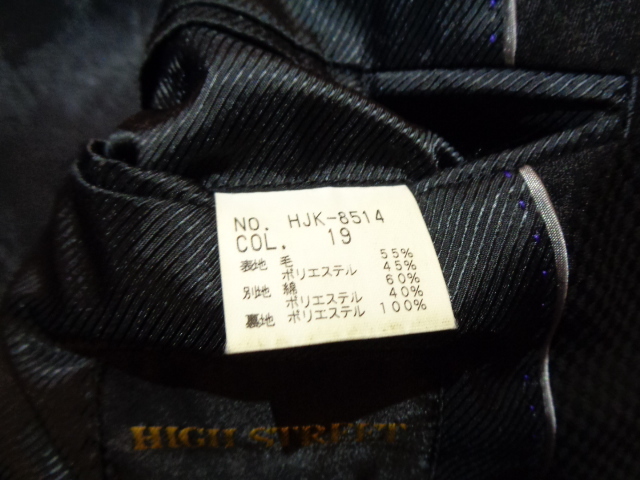 NO. HJK-8514
COL. 19
表地 毛 55%
ポリエステル 45%
別地 綿 60%
ポリエステル 40%
裏地 ポリエステル 100%
HIGH STREET